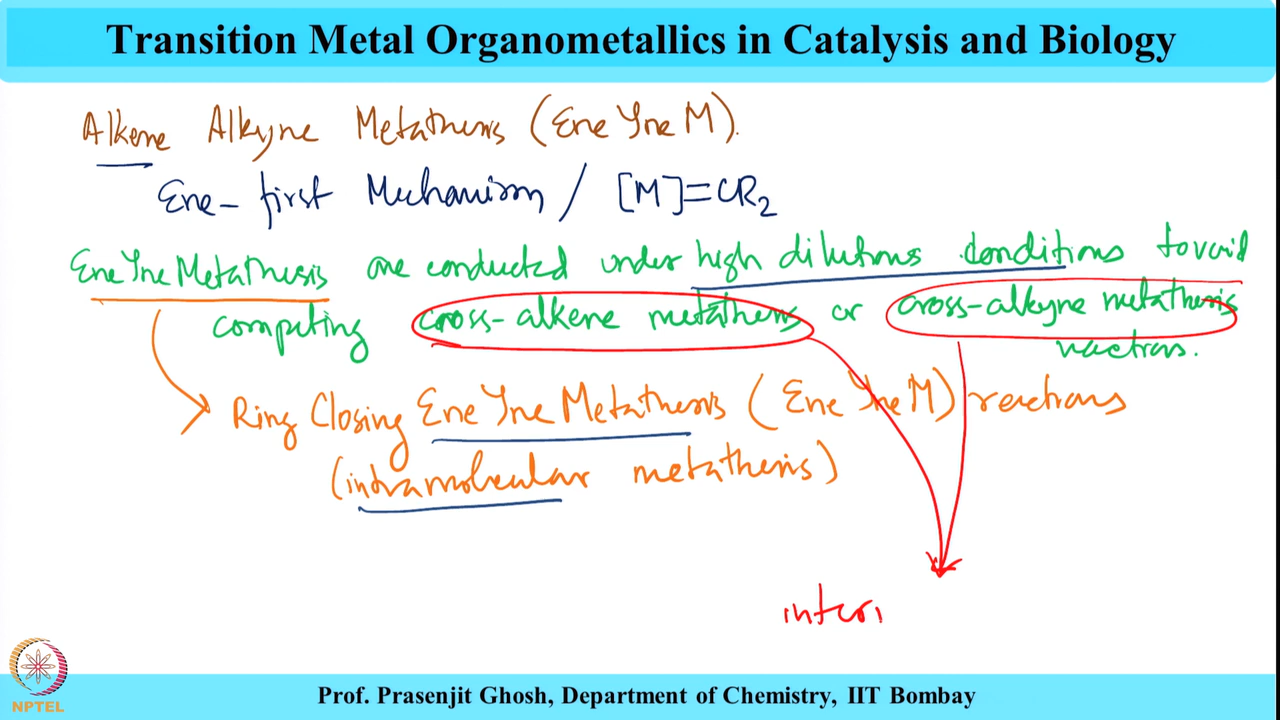 Transition Metal Organometallics in Catalysis and Biology
Alkene Alkyne Metathesis (Ene Yne M).
Ene-first Mechanism / [M]=CR2
Ene Yne Metathesis are conducted under high dilutions conditions tovoid
competing cross-alkene metathesis or cross-alkyne metathesis
reactions.
Ring Closing Ene Yne Metathesis (Ene Yne M) reactions
(intramolecular metathesis)
inter
NPTEL
Prof. Prasenjit Ghosh, Department of Chemistry, IIT Bombay